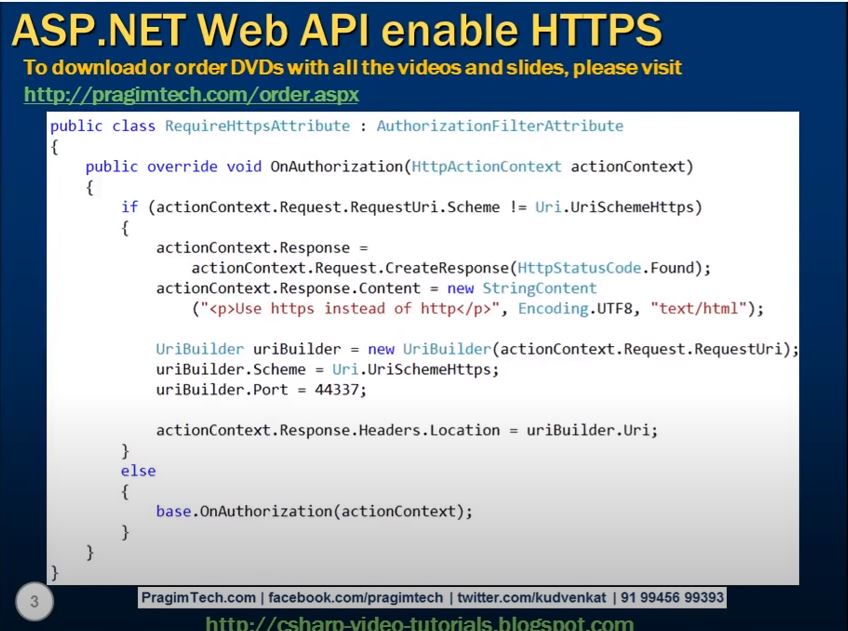 ASP.NET Web API enable HTTPS
To download or order DVDs with all the videos and slides, please visit
http://pragimtech.com/order.aspx
public class RequireHttpsAttribute : AuthorizationFilterAttribute
{
public override void OnAuthorization(HttpActionContext actionContext)
{
if (actionContext.Request.RequestUri.Scheme != Uri.UriSchemeHttps)
{
actionContext.Response =
actionContext.Request.CreateResponse(HttpStatusCode.Found);
actionContext.Response.Content = new StringContent
("<p>Use https instead of http</p>", Encoding.UTF8, "text/html");
UriBuilder uriBuilder = new UriBuilder(actionContext.Request.RequestUri);
uriBuilder.Scheme = Uri.UriSchemeHttps;
uriBuilder.Port = 44337;
actionContext.Response.Headers.Location = uriBuilder.Uri;
}
else
{
base.OnAuthorization(actionContext);
}
}
}
3
PragimTech.com | facebook.com/pragimtech | twitter.com/kudvenkat | 91 99456 99393
http://csharp-video-tutorials.blogspot.com